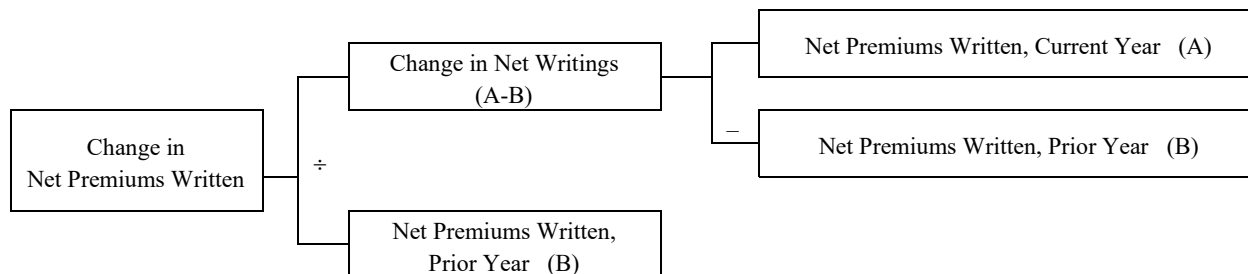 Change in
Net Premiums Written
÷
Change in Net Writings
(A-B)
Net Premiums Written,
Prior Year (B)
–
Net Premiums Written, Current Year (A)
Net Premiums Written, Prior Year (B)